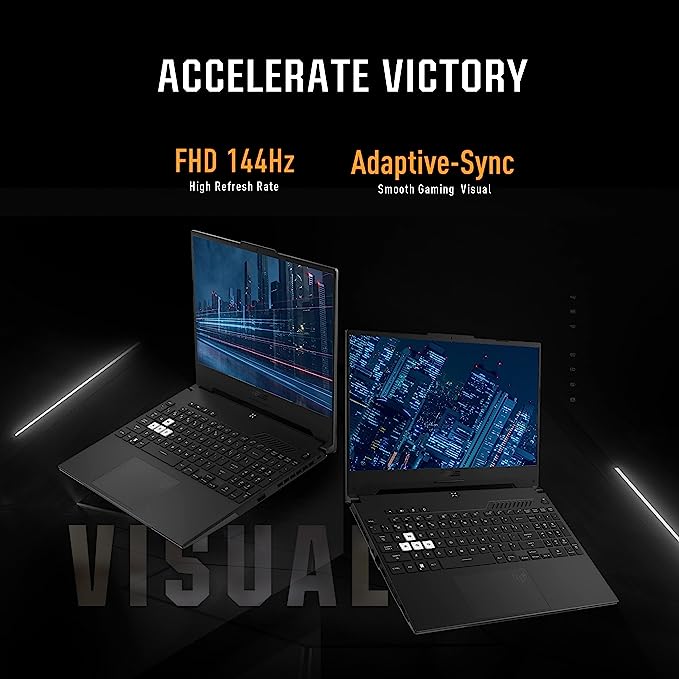 ACCELERATE VICTORY
FHD 144Hz
High Refresh Rate
Adaptive-Sync
Smooth Gaming Visual
VISUAL